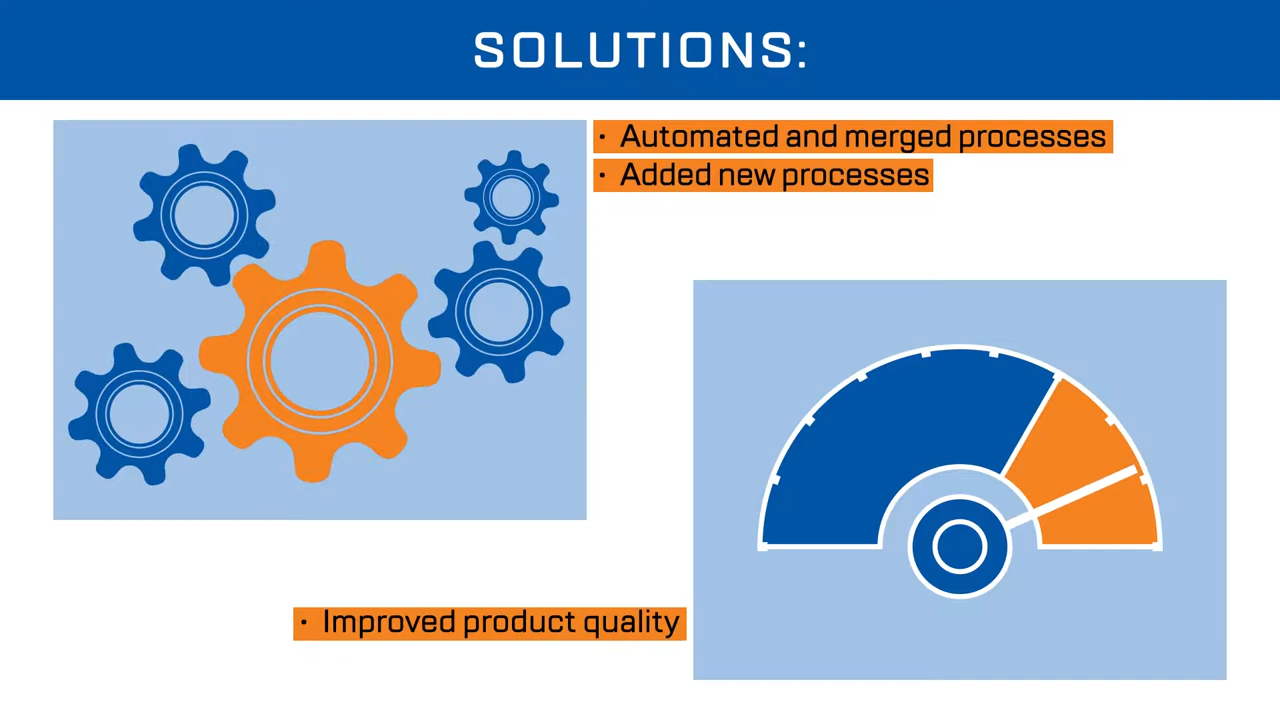 SOLUTIONS:
· Automated and merged processes
· Added new processes
· Improved product quality